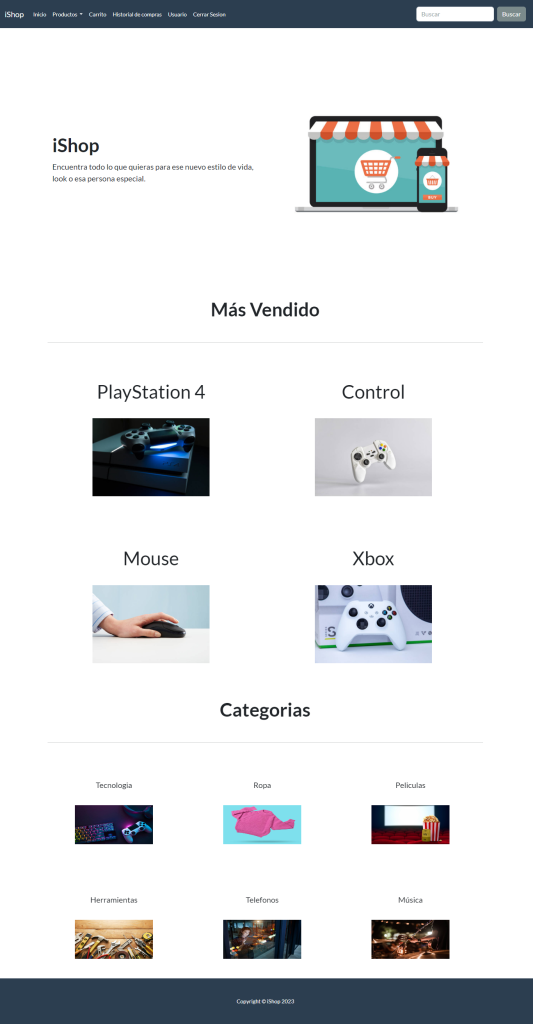 iShop
Inicio
Productos
Carrito
Historial de compras
Usuario
Cerrar Sesion
Buscar
Buscar
iShop
Encuentra todo lo que quieras para ese nuevo estilo de vida,
look o esa persona especial.
Más Vendido
PlayStation 4
Control
Mouse
Xbox
Categorias
Tecnologia
Ropa
Películas
Herramientas
Telefonos
Música
Copyright © iShop 2023